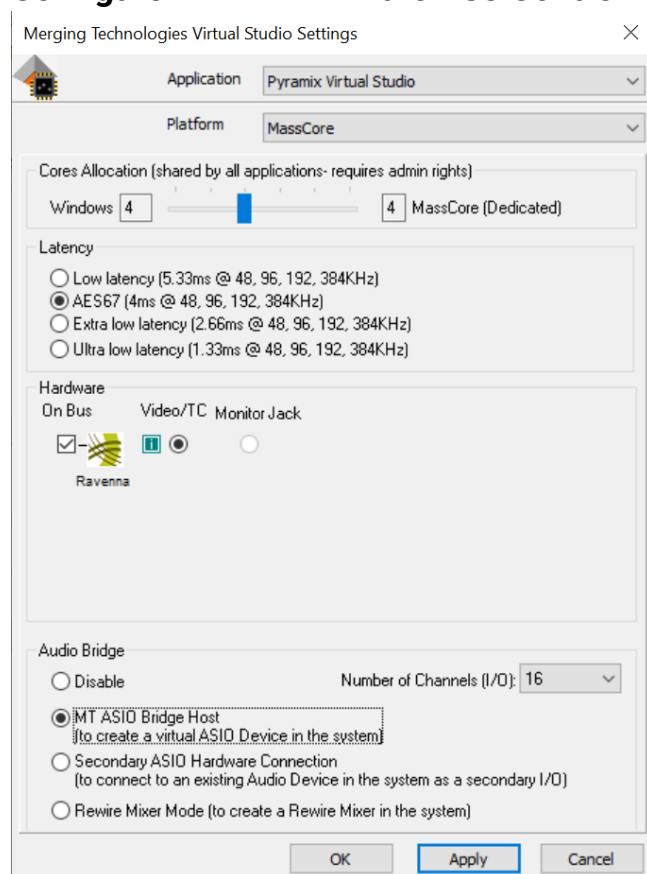 Merging Technologies Virtual Studio Settings
Application Pyramix Virtual Studio
Platform MassCore
Cores Allocation (shared by all applications- requires admin rights)
Windows 4 4 MassCore (Dedicated)
Latency
Low latency (5.33ms @ 48, 96, 192, 384KHz)
AES67 (4ms @ 48, 96, 192, 384KHz)
Extra low latency (2.66ms @ 48, 96, 192, 384KHz)
Ultra low latency (1.33ms @ 48, 96, 192, 384KHz)
Hardware
On Bus Video/TC Monitor Jack
Ravenna
Audio Bridge
Disable Number of Channels (I/O): 16
MT ASIO Bridge Host
(to create a virtual ASIO Device in the system)
Secondary ASIO Hardware Connection
(to connect to an existing Audio Device in the system as a secondary I/O)
Rewire Mixer Mode (to create a Rewire Mixer in the system)
OK Apply Cancel